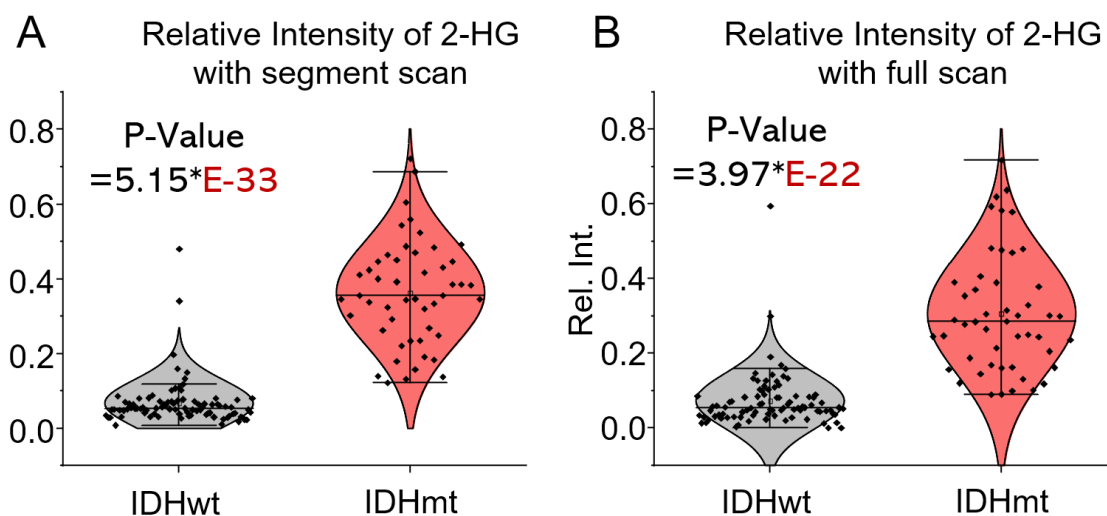 A
Relative Intensity of 2-HG
with segment scan
P-Value
=5.15*E-33
0.8
0.6
0.4
0.2
0.0
IDHwt
IDHmt
B
Relative Intensity of 2-HG
with full scan
P-Value
=3.97*E-22
Rel. Int.
0.8
0.6
0.4
0.2
0.0
IDHwt
IDHmt